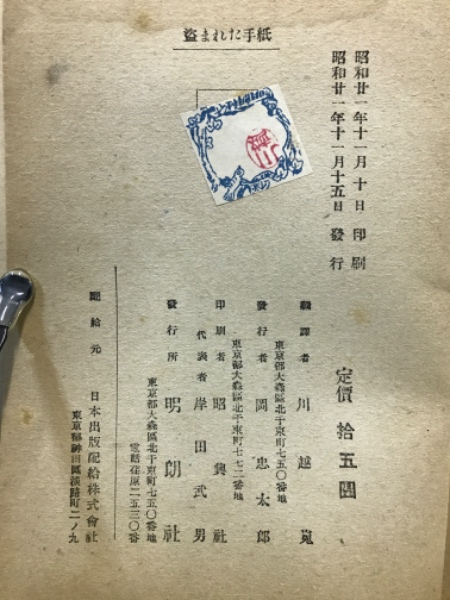 盗まれた手紙
昭和廿一年十一月十日 印刷
昭和廿一年十一月十五日 發行
定價 拾五圓
飜譯者 川越嵬
東京都大森區北千束町七五〇番地
發行者 岡忠太郎
東京都大森區北千束町七七二番地
印刷者 昭興社
代表者 岸田武男
發行所 明朗社
東京都大森區北千束町七五〇番地
電話荏原二五三〇番
配給元 日本出版配給株式會社
東京都神田區淡路町二ノ九